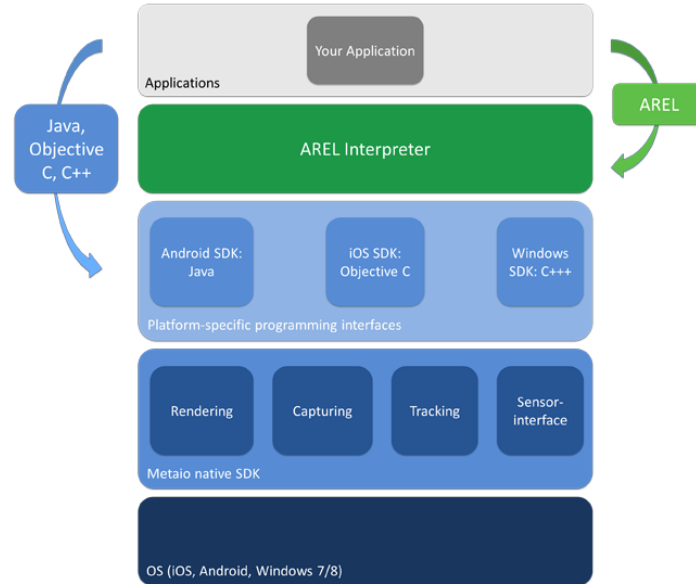 Your Application
Applications
Java,
Objective
C, C++
AREL
AREL Interpreter
Android SDK:
Java
iOS SDK:
Objective C
Windows
SDK: C+++
Platform-specific programming interfaces
Rendering
Capturing
Tracking
Sensor-
interface
Metaio native SDK
OS (iOS, Android, Windows 7/8)